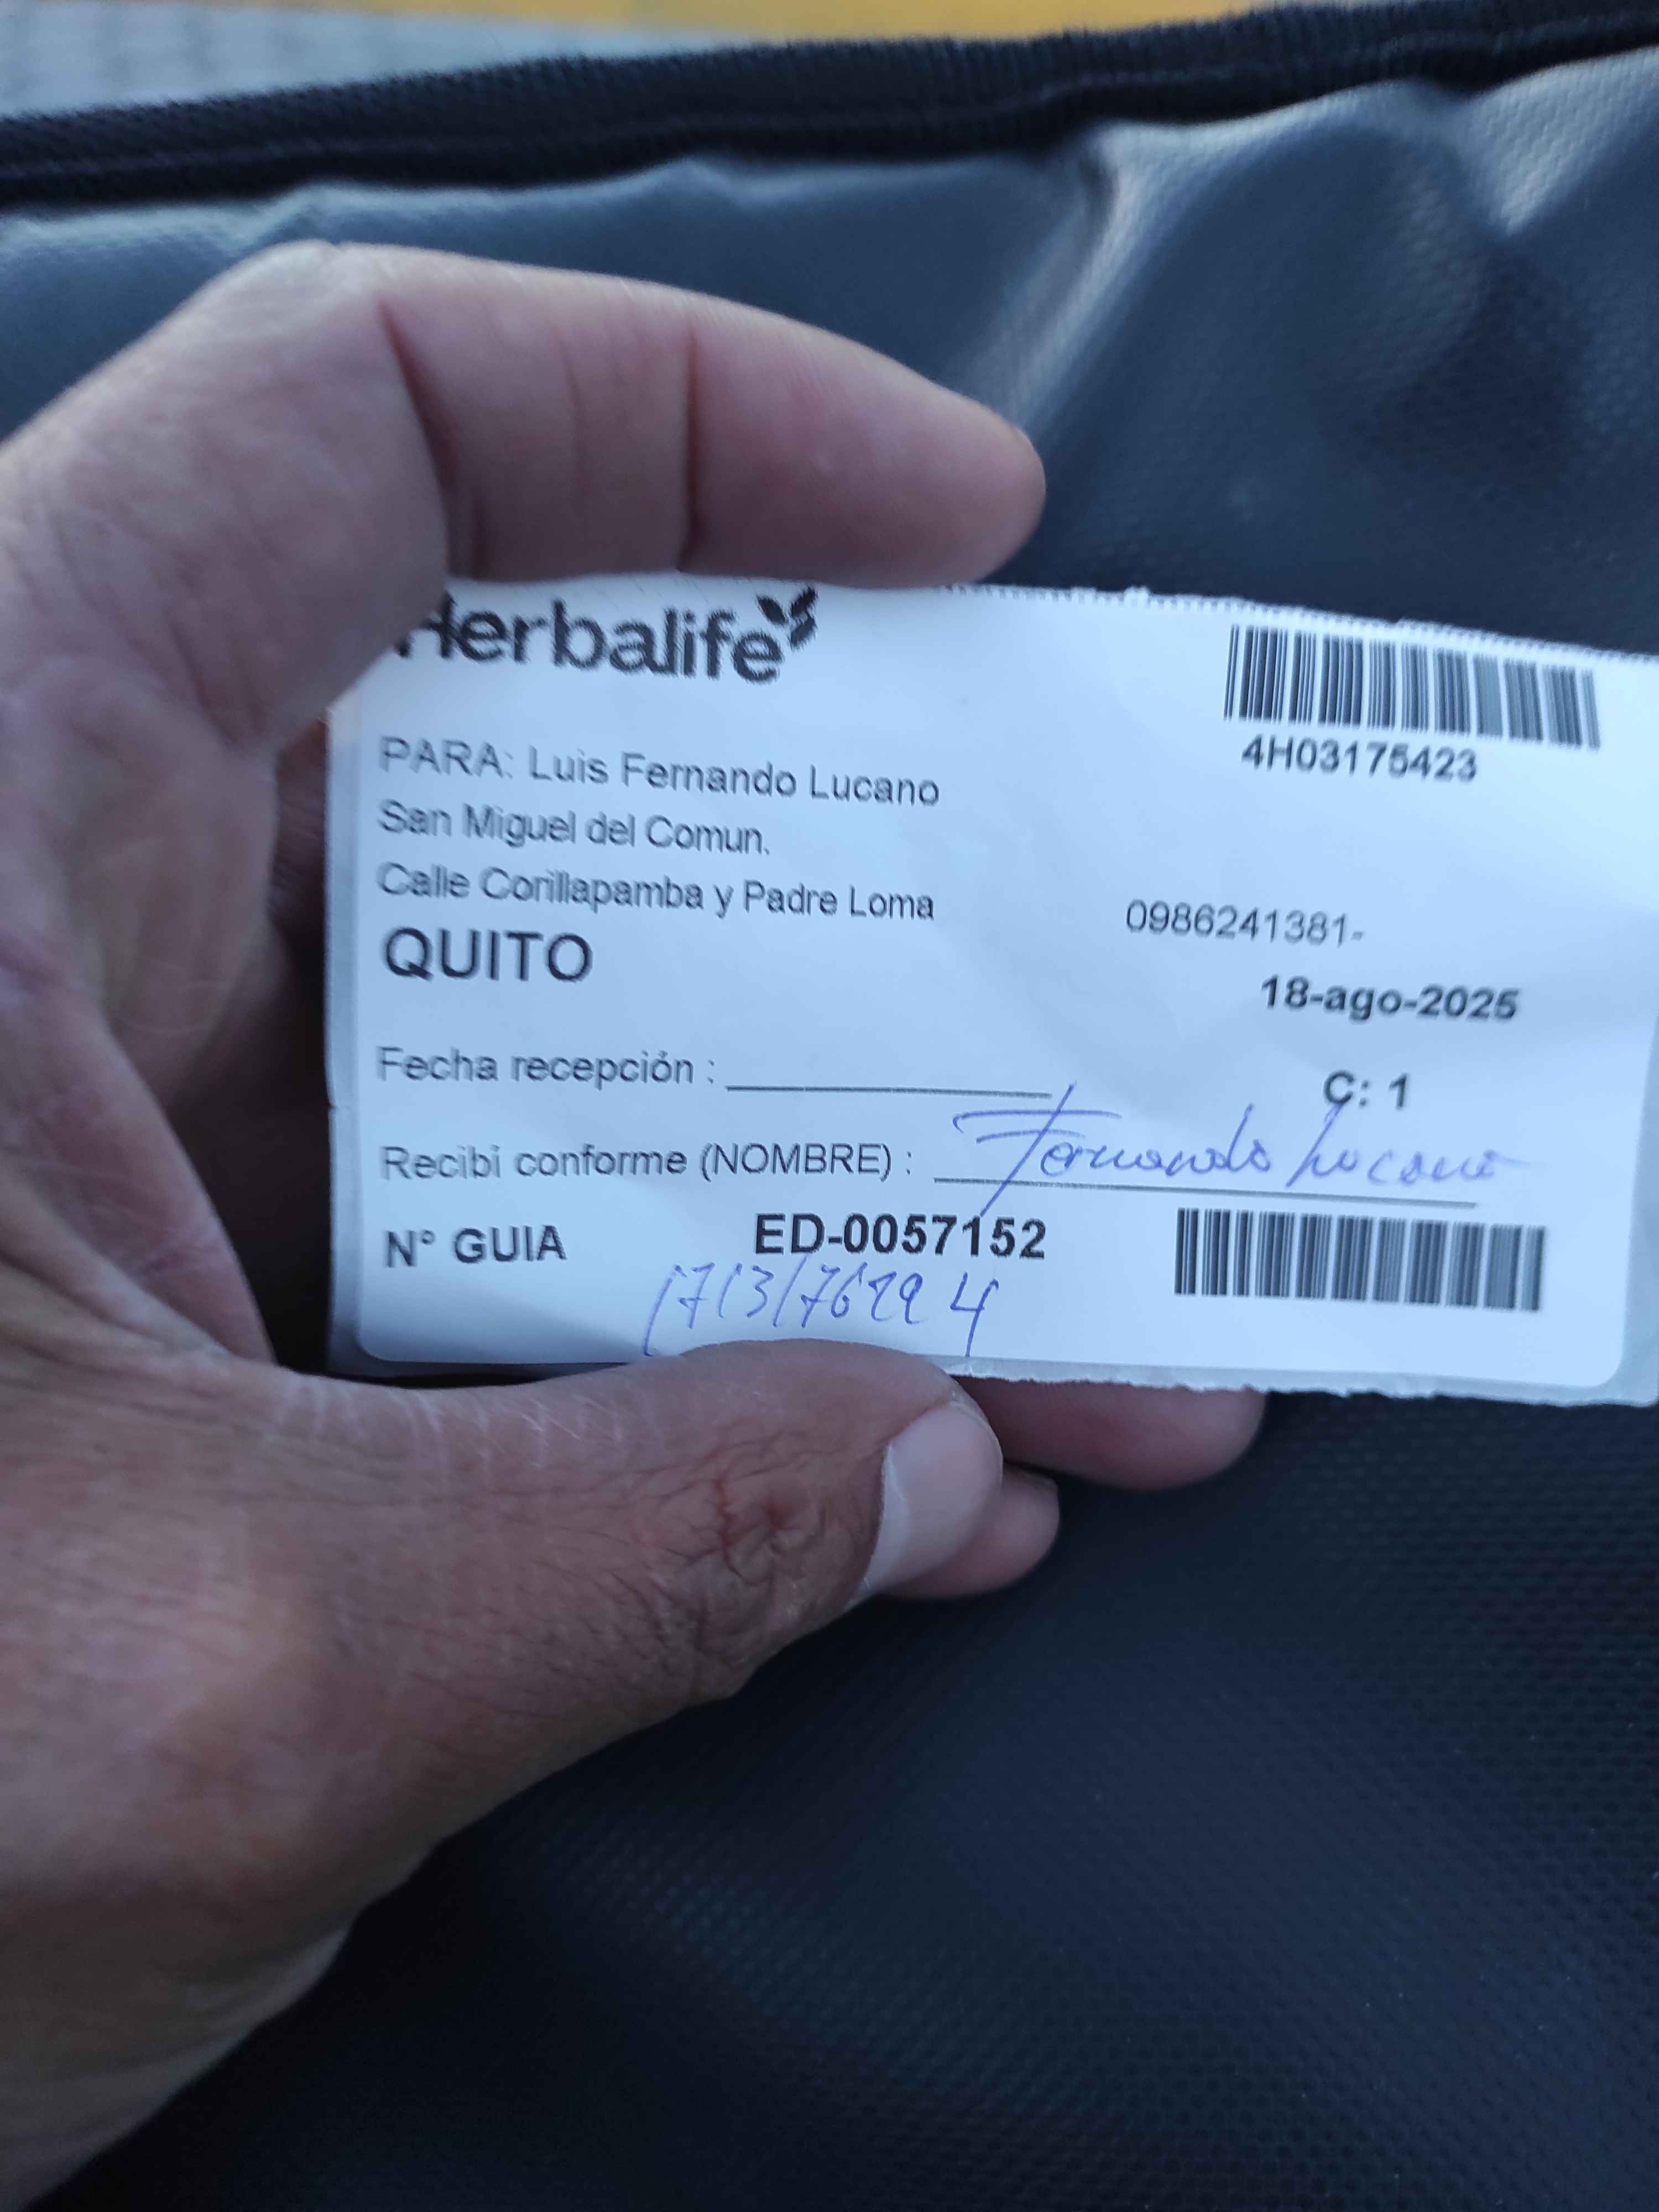 Herbalife
4H03175423
PARA: Luis Fernando Lucano
San Miguel del Comun.
Calle Corillapamba y Padre Loma
0986241381-
QUITO
18-ago-2025
Fecha recepción :
C: 1
Recibí conforme (NOMBRE) : Fernando Lucano
N° GUIA ED-0057152